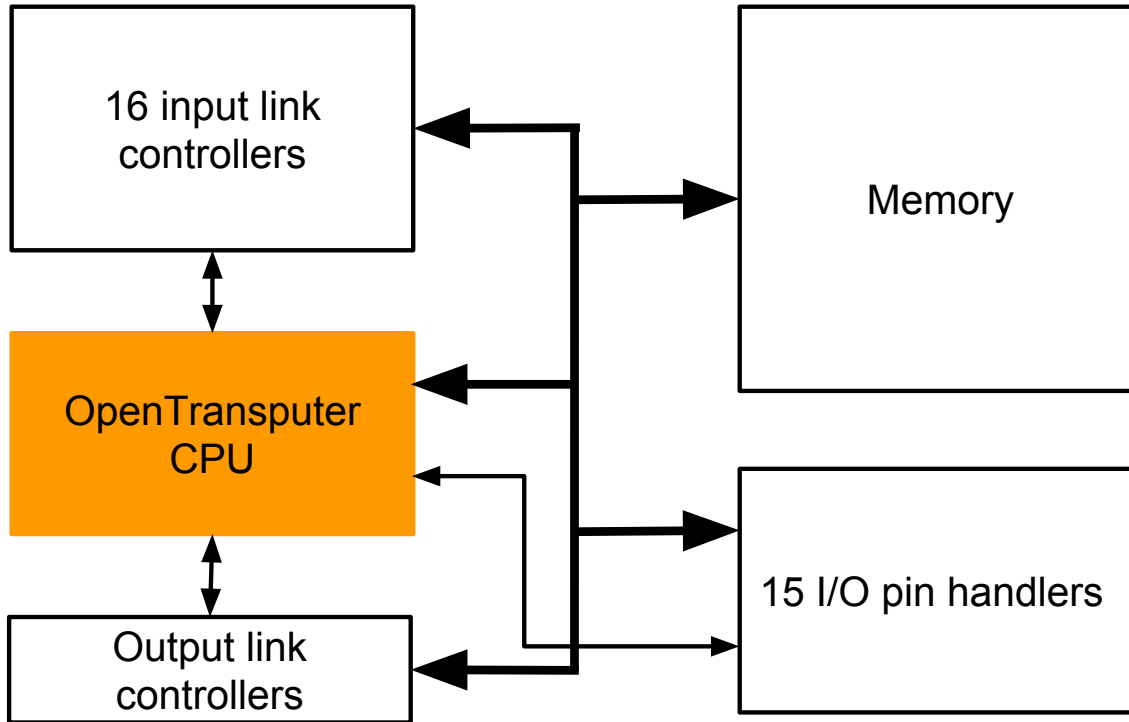 16 input link
controllers
Memory
OpenTransputer
CPU
15 I/O pin handlers
Output link
controllers